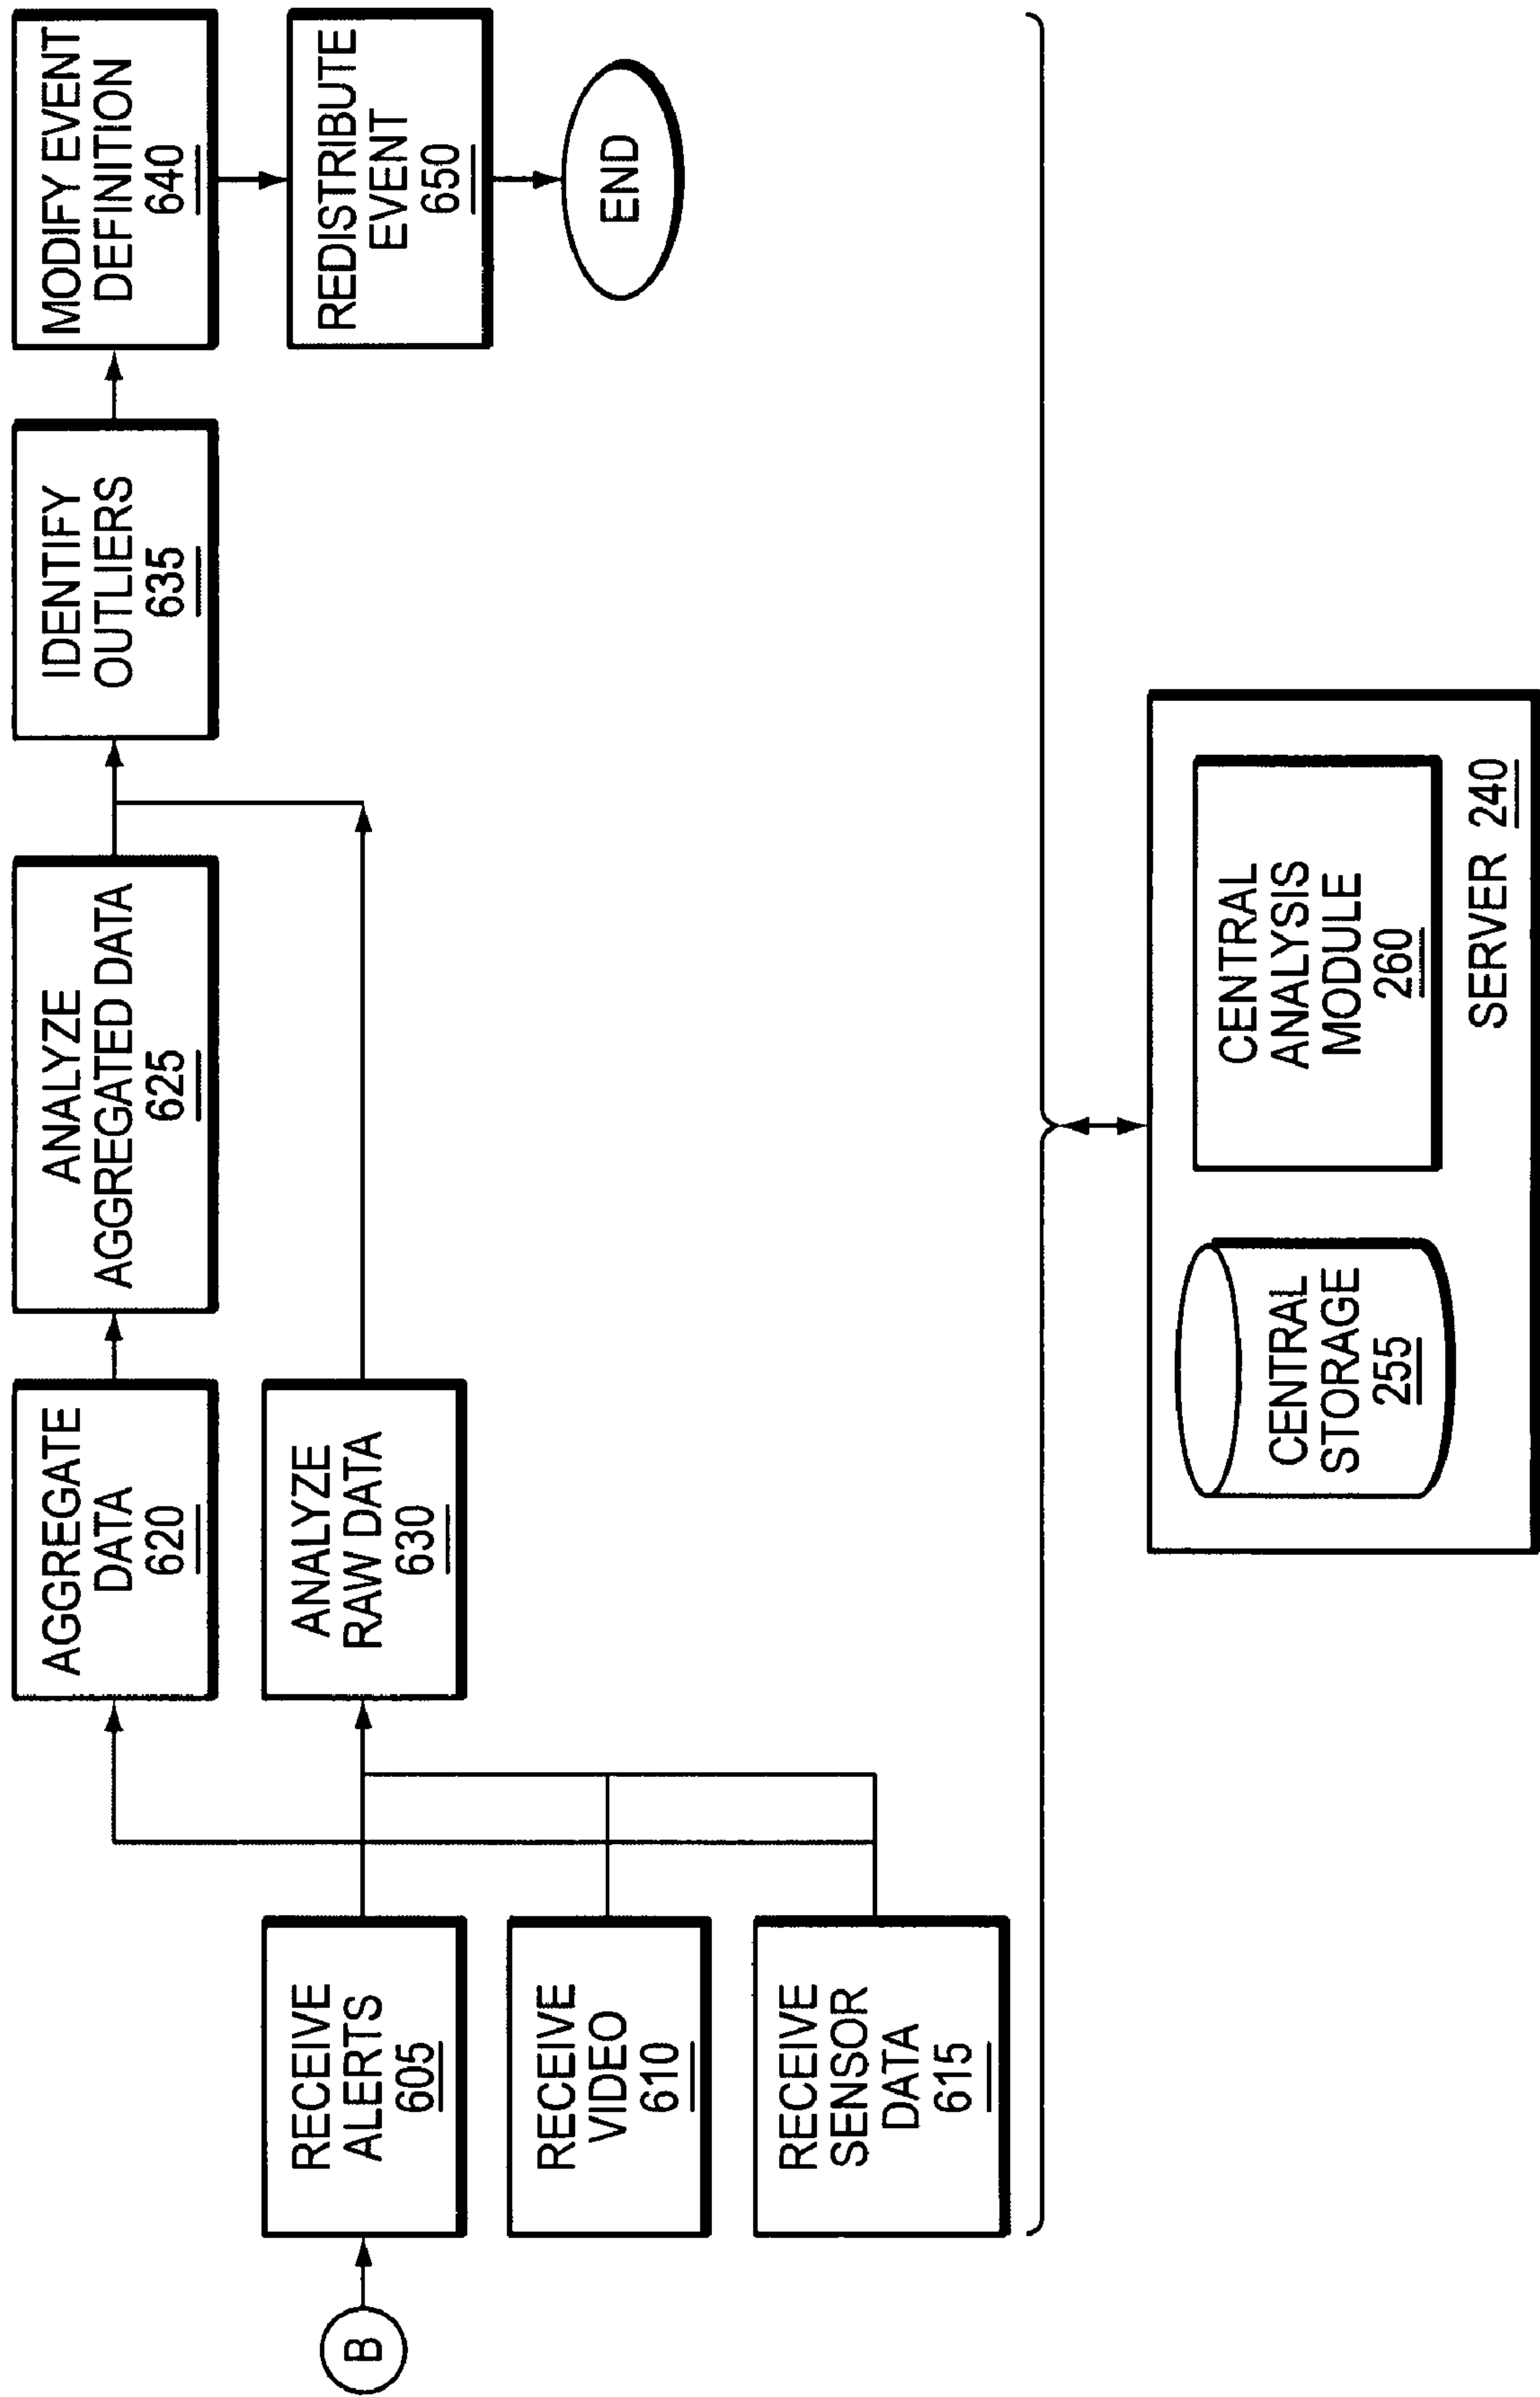 B
RECEIVE
ALERTS
605
RECEIVE
VIDEO
610
RECEIVE
SENSOR
DATA
615
AGGREGATE
DATA
620
ANALYZE
RAW DATA
630
ANALYZE
AGGREGATED DATA
625
IDENTIFY
OUTLIERS
635
MODIFY EVENT
DEFINITION
640
REDISTRIBUTE
EVENT
650
END
CENTRAL
STORAGE
255
CENTRAL
ANALYSIS
MODULE
260
SERVER 240